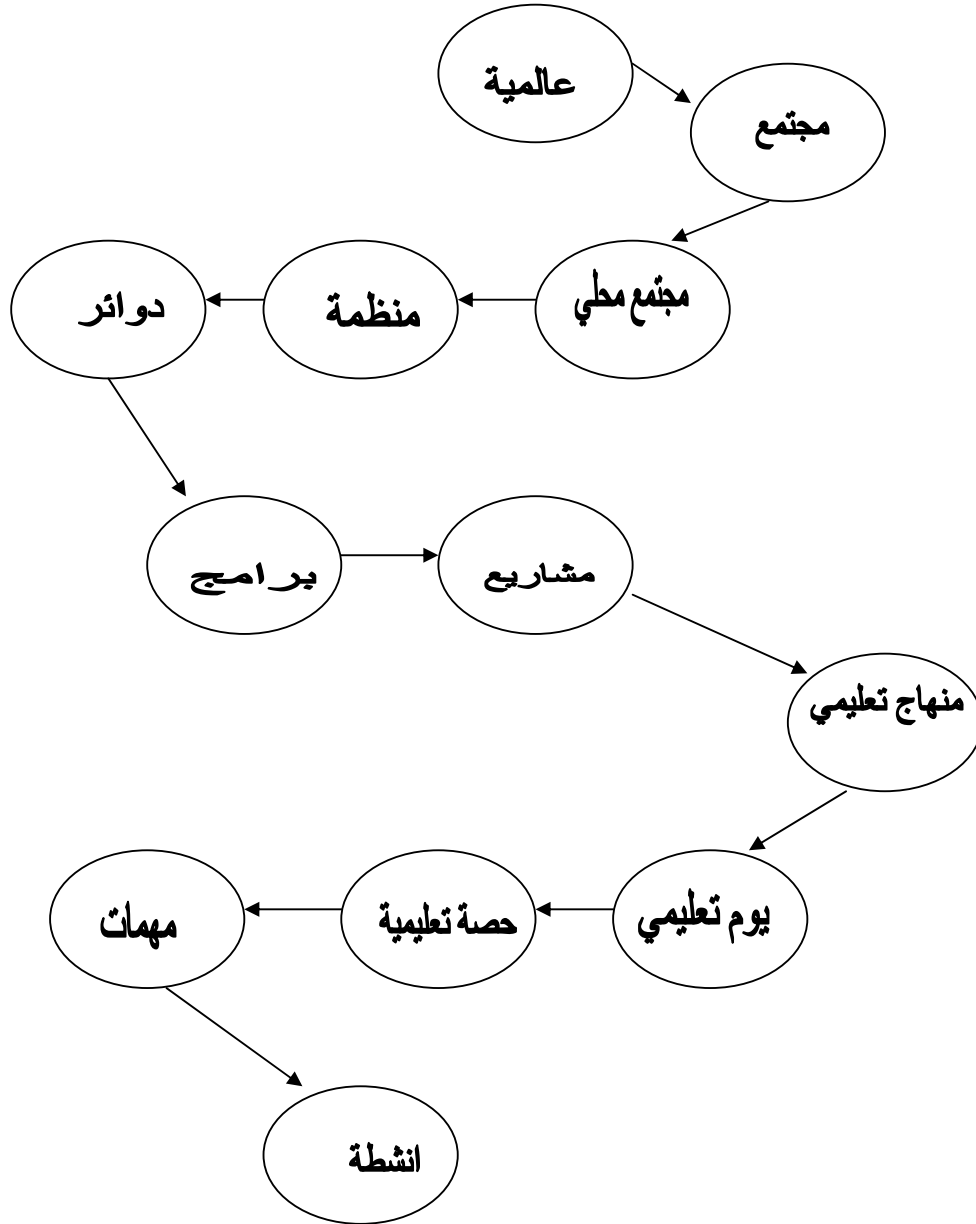 عالمية
مجتمع
مجتمع محلي
منظمة
دوائر
برامج
مشاريع
منهاج تعليمي
يوم تعليمي
حصة تعليمية
مهمات
انشطة